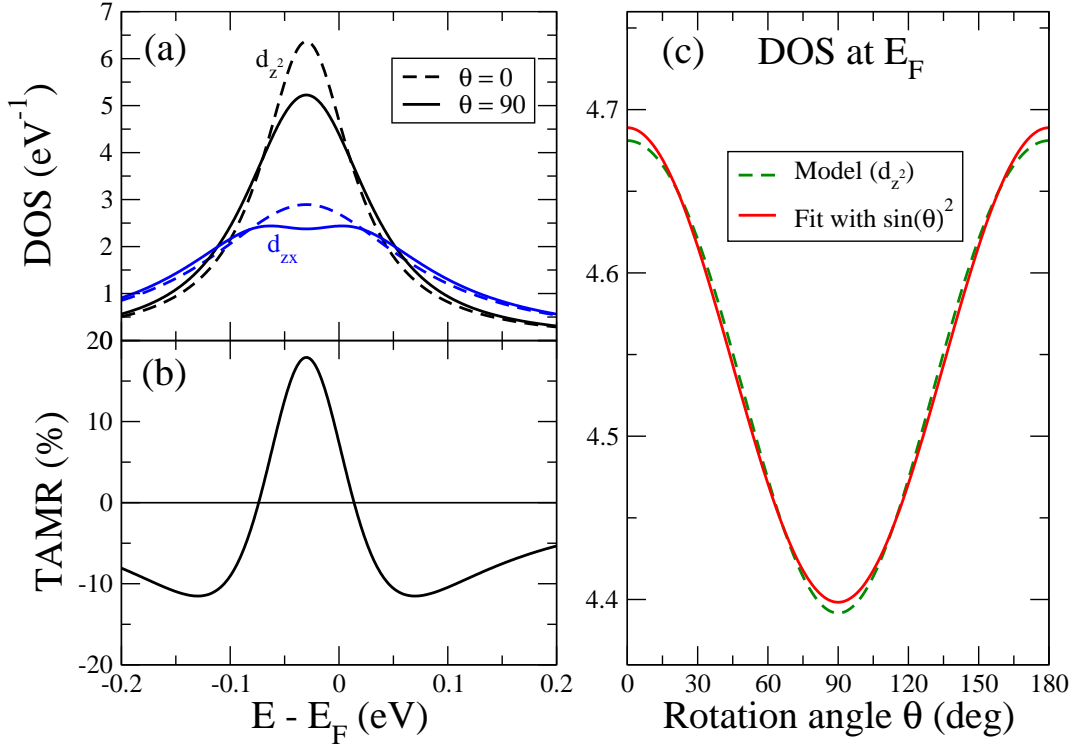 (a)
d_{z^2}
θ = 0
θ = 90
d_{zx}
DOS (eV^{-1})
7
6
5
4
3
2
1
20
(b)
TAMR (%)
20
10
0
-10
-20
-0.2 -0.1 0 0.1 0.2
E - E_F (eV)
(c) DOS at E_F
Model (d_{z^2})
Fit with sin(θ)^2
4.7
4.6
4.5
4.4
0 30 60 90 120 150 180
Rotation angle θ (deg)